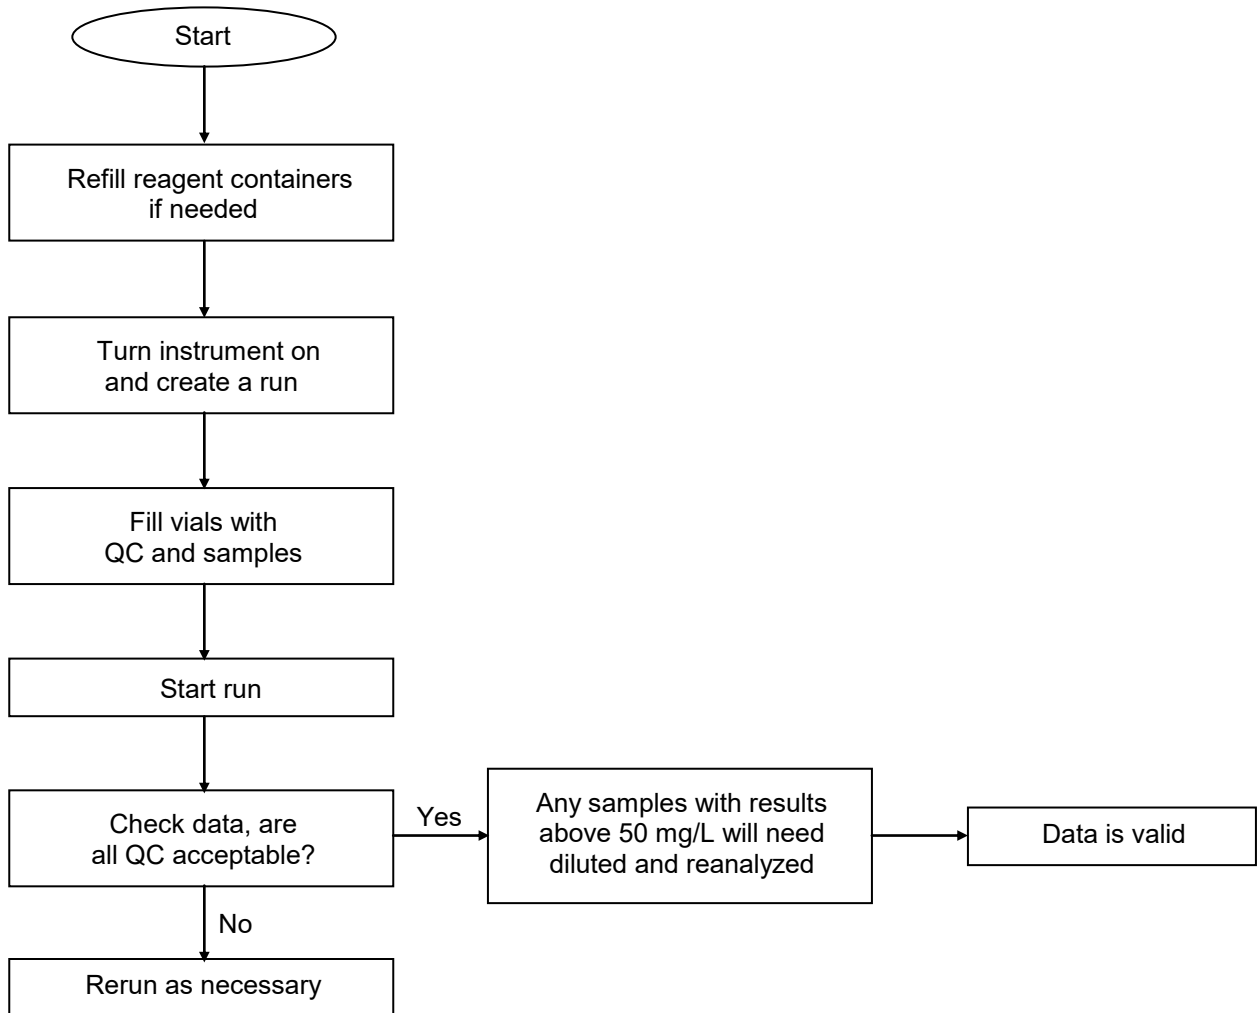 Start
Refill reagent containers
if needed
Turn instrument on
and create a run
Fill vials with
QC and samples
Start run
Check data, are
all QC acceptable?
Yes
Any samples with results
above 50 mg/L will need
diluted and reanalyzed
Data is valid
No
Rerun as necessary